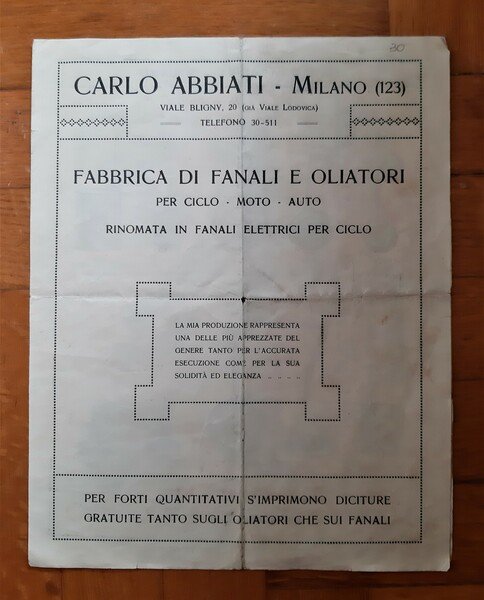 30
CARLO ABBIATI - MILANO (123)
VIALE BLIGNY, 20 (GIÀ VIALE LODOVICA)
TELEFONO 30-511
FABBRICA DI FANALI E OLIATORI
PER CICLO - MOTO - AUTO
RINOMATA IN FANALI ELETTRICI PER CICLO
LA MIA PRODUZIONE RAPPRESENTA
UNA DELLE PIÙ APPREZZATE DEL
GENERE TANTO PER L'ACCURATA
ESECUZIONE COME PER LA SUA
SOLIDITÀ ED ELEGANZA .. .. .. ..
PER FORTI QUANTITATIVI S'IMPRIMONO DICITURE
GRATUITE TANTO SUGLI OLIATORI CHE SUI FANALI